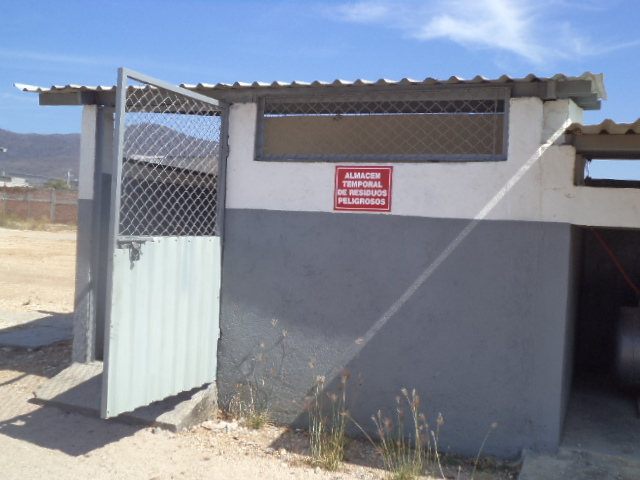 ALMACEN
TEMPORAL
DE RESIDUOS
PELIGROSOS